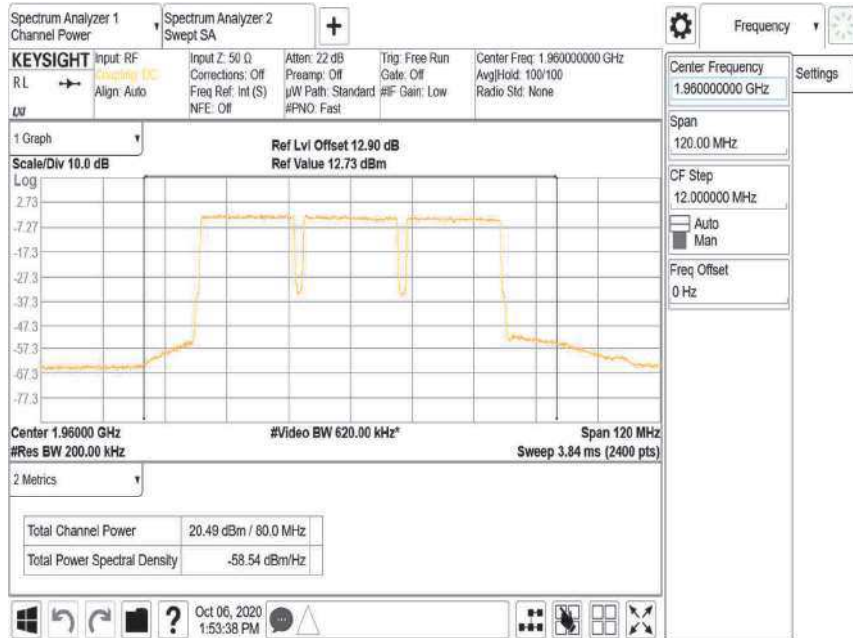 Spectrum Analyzer 1
Channel Power
Spectrum Analyzer 2
Swept SA
+
Frequency
KEYSIGHT
RL
Input: RF
Coupling: DC
Align: Auto
Input Z: 50 Ω
Corrections: Off
Freq Ref: Int (S)
NFE: Off
Atten: 22 dB
Preamp: Off
µW Path: Standard
#PNO: Fast
Trig: Free Run
Gate: Off
#IF Gain: Low
Center Freq: 1.960000000 GHz
Avg|Hold: 100/100
Radio Std: None
Center Frequency
1.960000000 GHz
Settings
Span
120.00 MHz
CF Step
12.000000 MHz
Auto
Man
Freq Offset
0 Hz
1 Graph
Scale/Div 10.0 dB
Ref Lvl Offset 12.90 dB
Ref Value 12.73 dBm
Log
2.73
-7.27
-17.3
-27.3
-37.3
-47.3
-57.3
-67.3
-77.3
Center 1.96000 GHz
#Video BW 620.00 kHz*
Span 120 MHz
#Res BW 200.00 kHz
Sweep 3.84 ms (2400 pts)
2 Metrics
Total Channel Power 20.49 dBm / 80.0 MHz
Total Power Spectral Density -58.54 dBm/Hz
?
Oct 06, 2020
1:53:38 PM